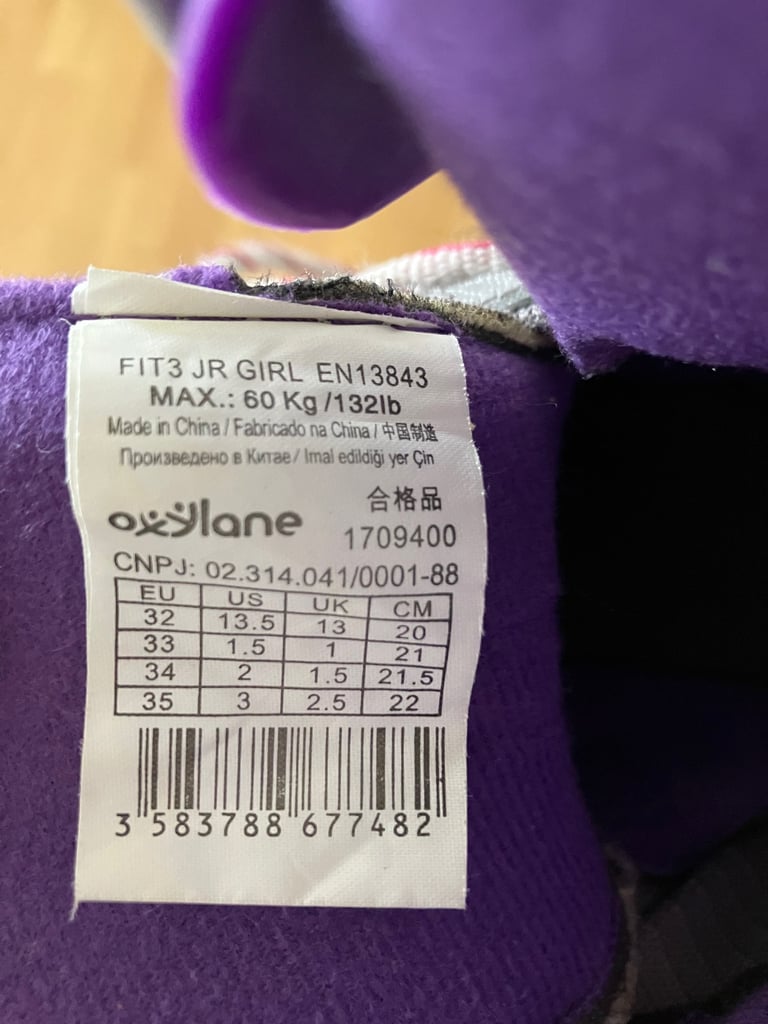 FIT3 JR GIRL EN13843
MAX.: 60 Kg /132lb
Made in China / Fabricado na China / 中国制造
Произведено в Китае / Imal edildiği yer Çin
合格品
oxylane 1709400
CNPJ: 02.314.041/0001-88
EU US UK CM
32 13.5 13 20
33 1.5 1 21
34 2 1.5 21.5
35 3 2.5 22
3 583788 677482